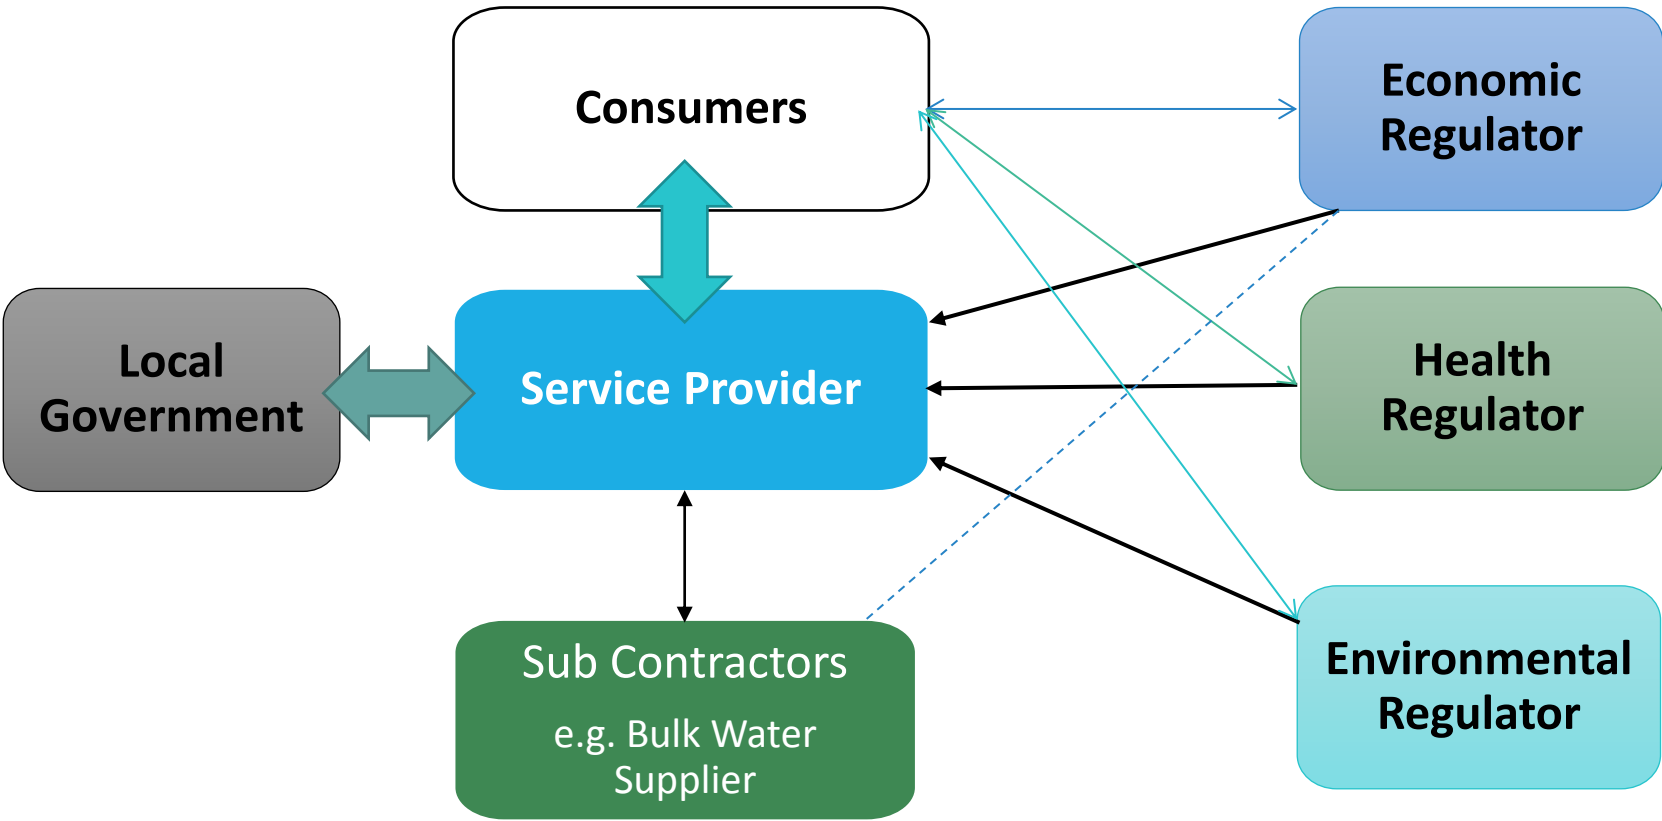 Consumers
Economic
Regulator
Local
Government
Service Provider
Health
Regulator
Sub Contractors
e.g. Bulk Water
Supplier
Environmental
Regulator